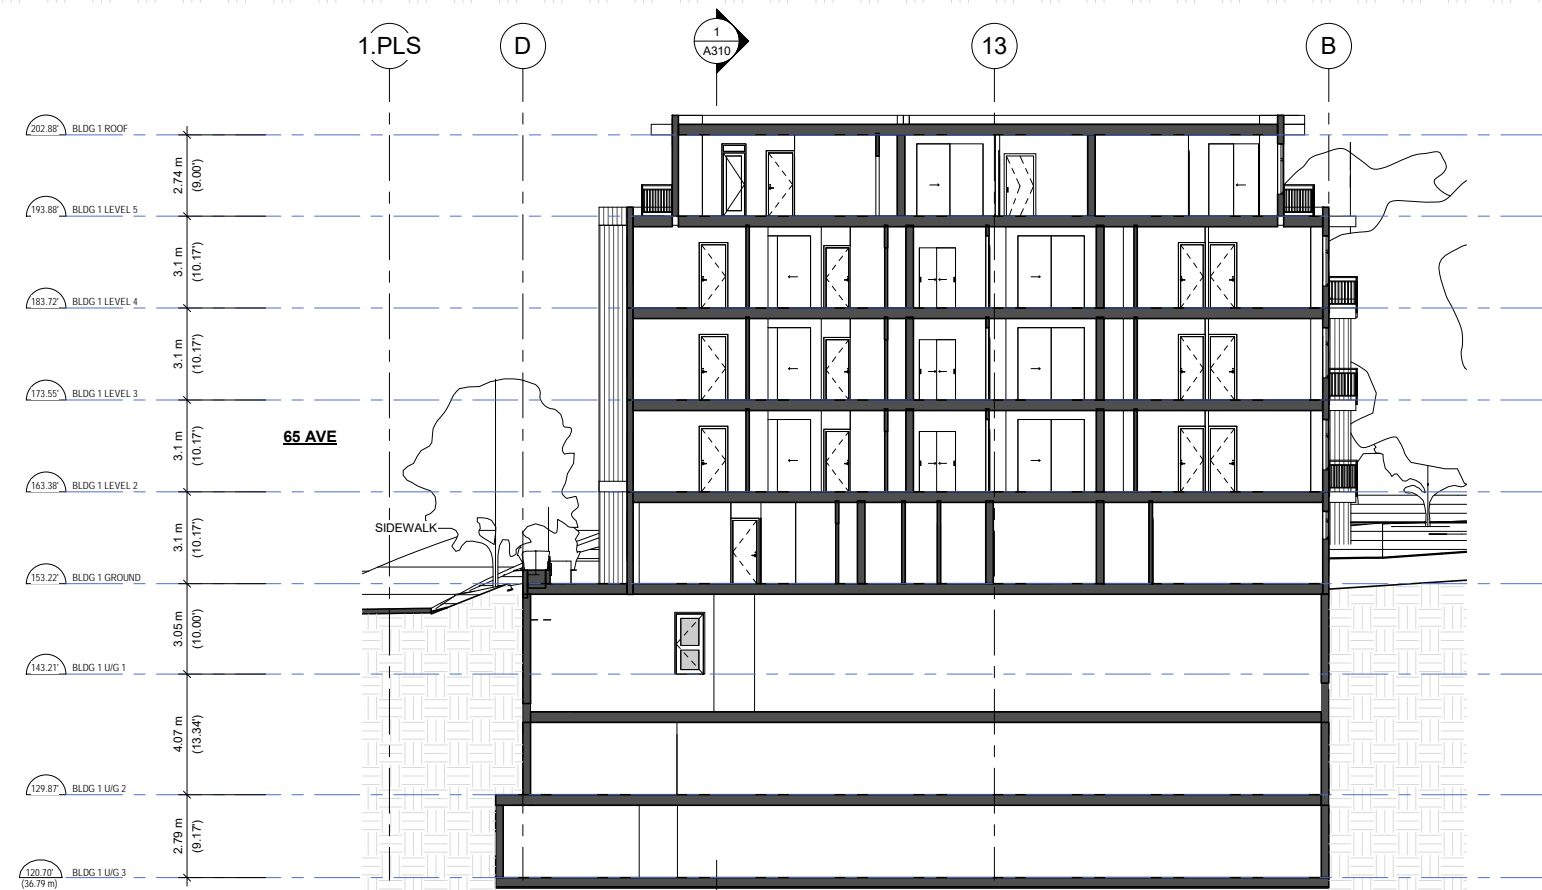 1.PLS
D
1
A310
13
B
202.88' BLDG 1 ROOF
2.74 m
(9.00')
193.88' BLDG 1 LEVEL 5
3.1 m
(10.17')
183.72' BLDG 1 LEVEL 4
3.1 m
(10.17')
173.55' BLDG 1 LEVEL 3
65 AVE
3.1 m
(10.17')
163.38' BLDG 1 LEVEL 2
SIDEWALK
3.1 m
(10.17')
153.22' BLDG 1 GROUND
3.05 m
(10.00')
143.21' BLDG 1 U/G 1
4.07 m
(13.34')
129.87' BLDG 1 U/G 2
2.79 m
(9.17')
120.70' BLDG 1 U/G 3
(36.79 m)